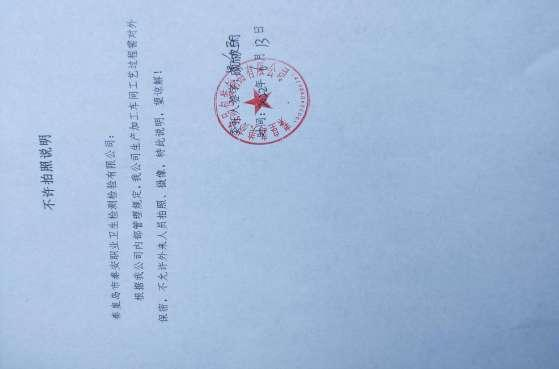 不许拍照说明
秦皇岛市秦安职业卫生检测检验有限公司:
根据我公司内部管理规定,我公司生产加工车间工艺过程需对外
保密,不允许外来人员拍照、摄像,特此说明,望谅解!
月13日